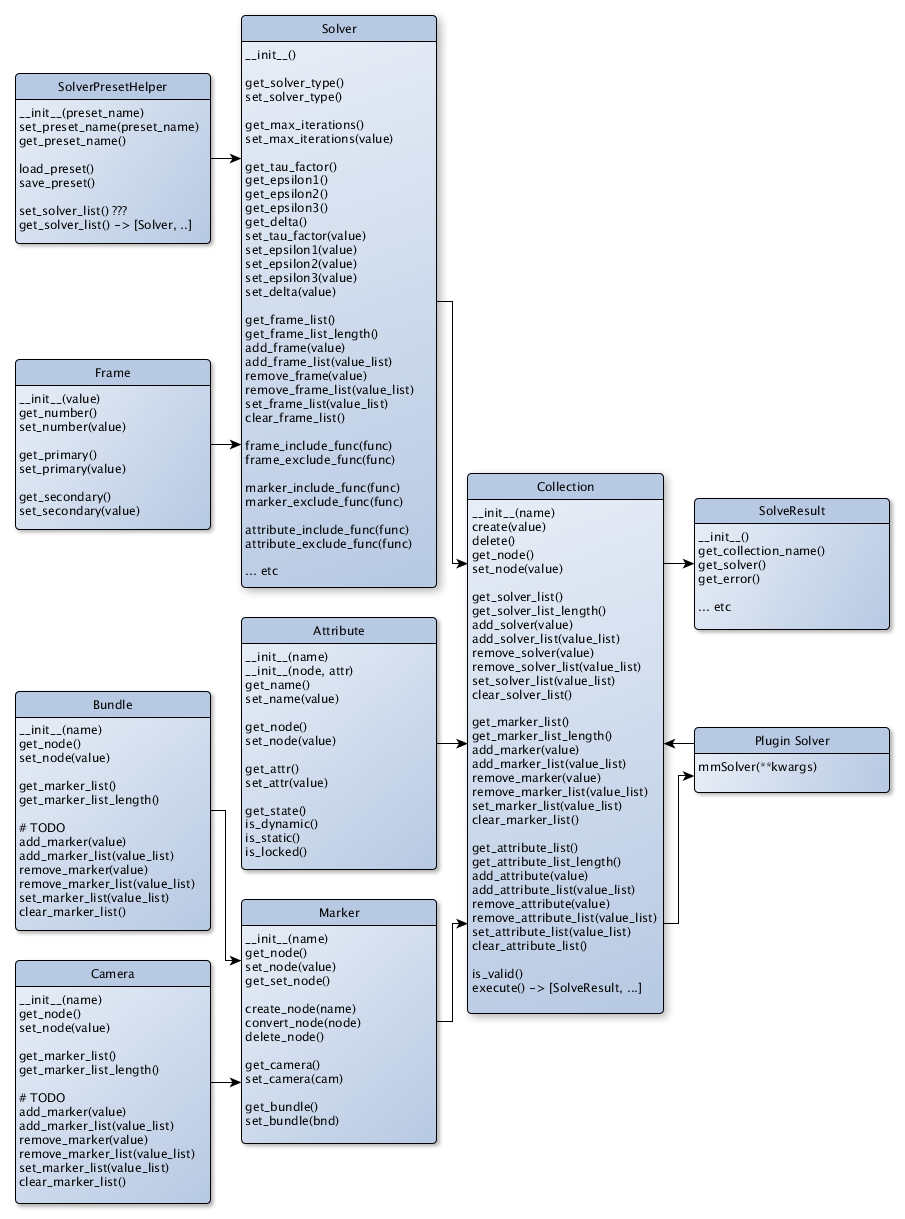 Solver
__init__()
get_solver_type()
set_solver_type()
get_max_iterations()
set_max_iterations(value)
get_tau_factor()
get_epsilon1()
get_epsilon2()
get_epsilon3()
get_delta()
set_tau_factor(value)
set_epsilon1(value)
set_epsilon2(value)
set_epsilon3(value)
set_delta(value)
get_frame_list()
get_frame_list_length()
add_frame(value)
add_frame_list(value_list)
remove_frame(value)
remove_frame_list(value_list)
set_frame_list(value_list)
clear_frame_list()
frame_include_func(func)
frame_exclude_func(func)
marker_include_func(func)
marker_exclude_func(func)
attribute_include_func(func)
attribute_exclude_func(func)
... etc
SolverPresetHelper
__init__(preset_name)
set_preset_name(preset_name)
get_preset_name()
load_preset()
save_preset()
set_solver_list() ???
get_solver_list() -> [Solver, ..]
Frame
__init__(value)
get_number()
set_number(value)
get_primary()
set_primary(value)
get_secondary()
set_secondary(value)
Collection
__init__(name)
create(value)
delete()
get_node()
set_node(value)
get_solver_list()
get_solver_list_length()
add_solver(value)
add_solver_list(value_list)
remove_solver(value)
remove_solver_list(value_list)
set_solver_list(value_list)
clear_solver_list()
get_marker_list()
get_marker_list_length()
add_marker(value)
add_marker_list(value_list)
remove_marker(value)
remove_marker_list(value_list)
set_marker_list(value_list)
clear_marker_list()
get_attribute_list()
get_attribute_list_length()
add_attribute(value)
add_attribute_list(value_list)
remove_attribute(value)
remove_attribute_list(value_list)
set_attribute_list(value_list)
clear_attribute_list()
is_valid()
execute() -> [SolveResult, ...]
SolveResult
__init__()
get_collection_name()
get_solver()
get_error()
... etc
Attribute
__init__(name)
__init__(node, attr)
get_name()
set_name(value)
get_node()
set_node(value)
get_attr()
set_attr(value)
get_state()
is_dynamic()
is_static()
is_locked()
Bundle
__init__(name)
get_node()
set_node(value)
get_marker_list()
get_marker_list_length()
# TODO
add_marker(value)
add_marker_list(value_list)
remove_marker(value)
remove_marker_list(value_list)
set_marker_list(value_list)
clear_marker_list()
Plugin Solver
mmSolver(**kwargs)
Marker
__init__(name)
get_node()
set_node(value)
get_set_node()
create_node(name)
convert_node(node)
delete_node()
get_camera()
set_camera(cam)
get_bundle()
set_bundle(bnd)
Camera
__init__(name)
get_node()
set_node(value)
get_marker_list()
get_marker_list_length()
# TODO
add_marker(value)
add_marker_list(value_list)
remove_marker(value)
remove_marker_list(value_list)
set_marker_list(value_list)
clear_marker_list()